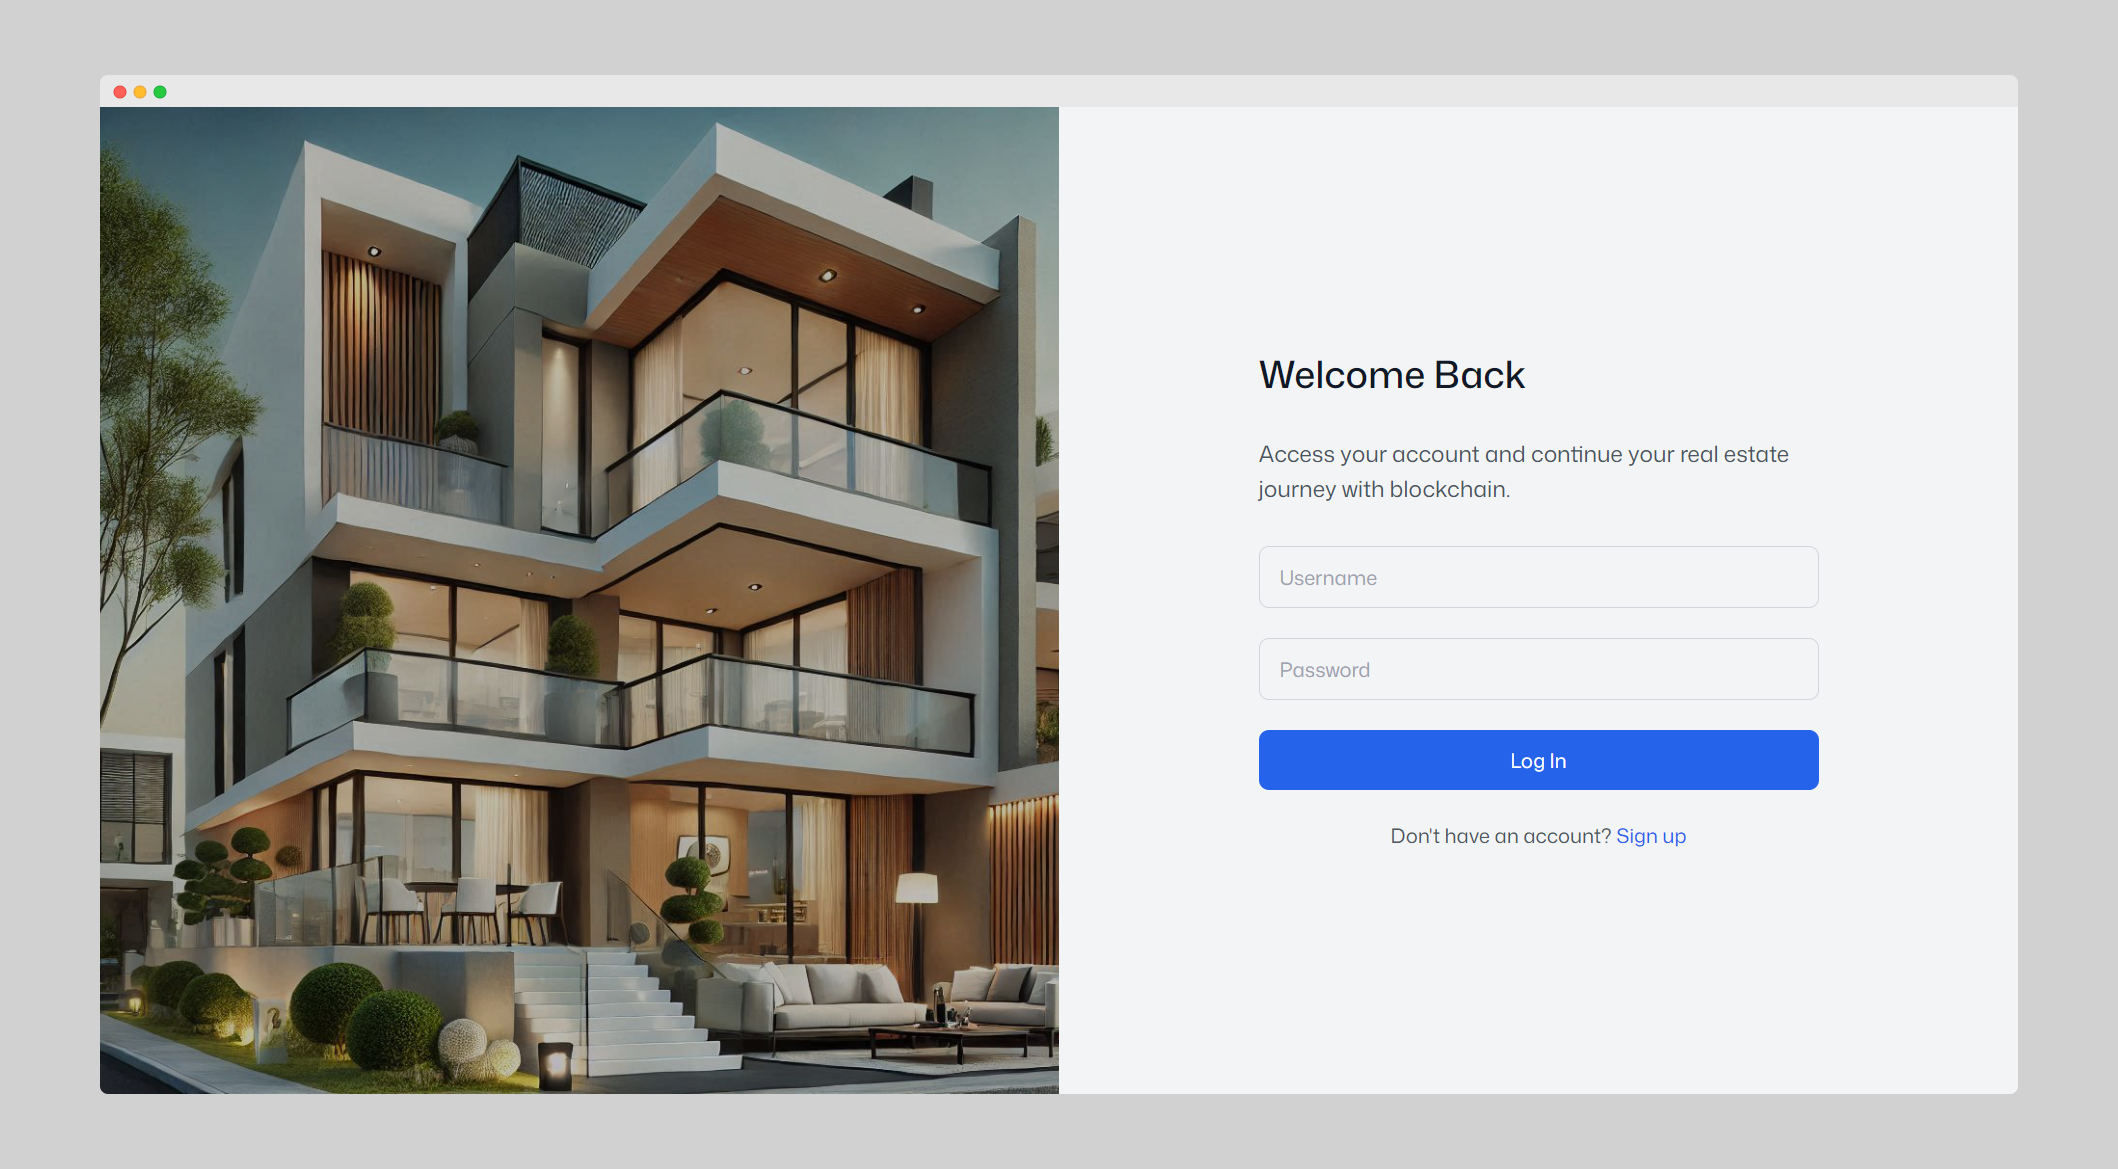 Welcome Back
Access your account and continue your real estate
journey with blockchain.
Username
Password
Log In
Don't have an account? Sign up